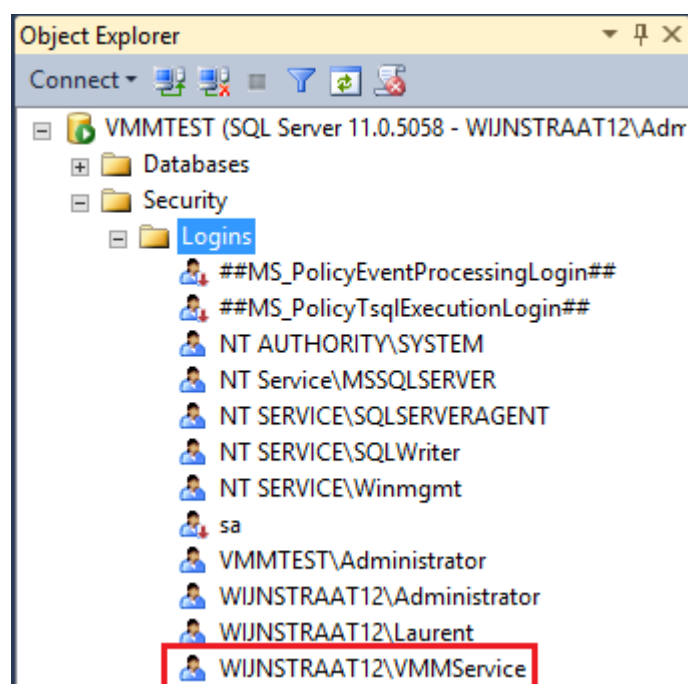 Object Explorer
Connect
VMMTEST (SQL Server 11.0.5058 - WIJNSTRAAT12\Adm
Databases
Security
Logins
##MS_PolicyEventProcessingLogin##
##MS_PolicyTsqlExecutionLogin##
NT AUTHORITY\SYSTEM
NT Service\MSSQLSERVER
NT SERVICE\SQLSERVERAGENT
NT SERVICE\SQLWriter
NT SERVICE\Winmgmt
sa
VMMTEST\Administrator
WIJNSTRAAT12\Administrator
WIJNSTRAAT12\Laurent
WIJNSTRAAT12\VMMService